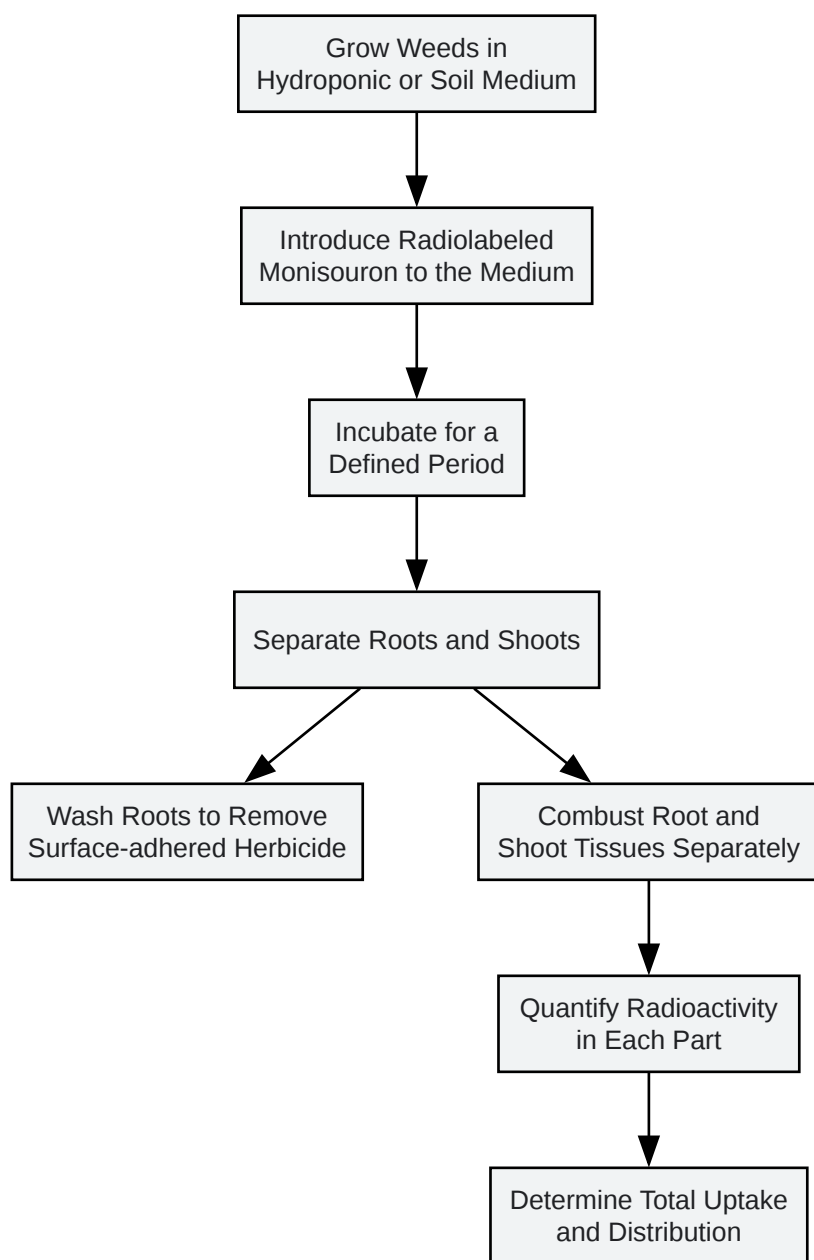 Grow Weeds in
Hydroponic or Soil Medium
Introduce Radiolabeled
Monisouron to the Medium
Incubate for a
Defined Period
Separate Roots and Shoots
Wash Roots to Remove
Surface-adhered Herbicide
Combust Root and
Shoot Tissues Separately
Quantify Radioactivity
in Each Part
Determine Total Uptake
and Distribution